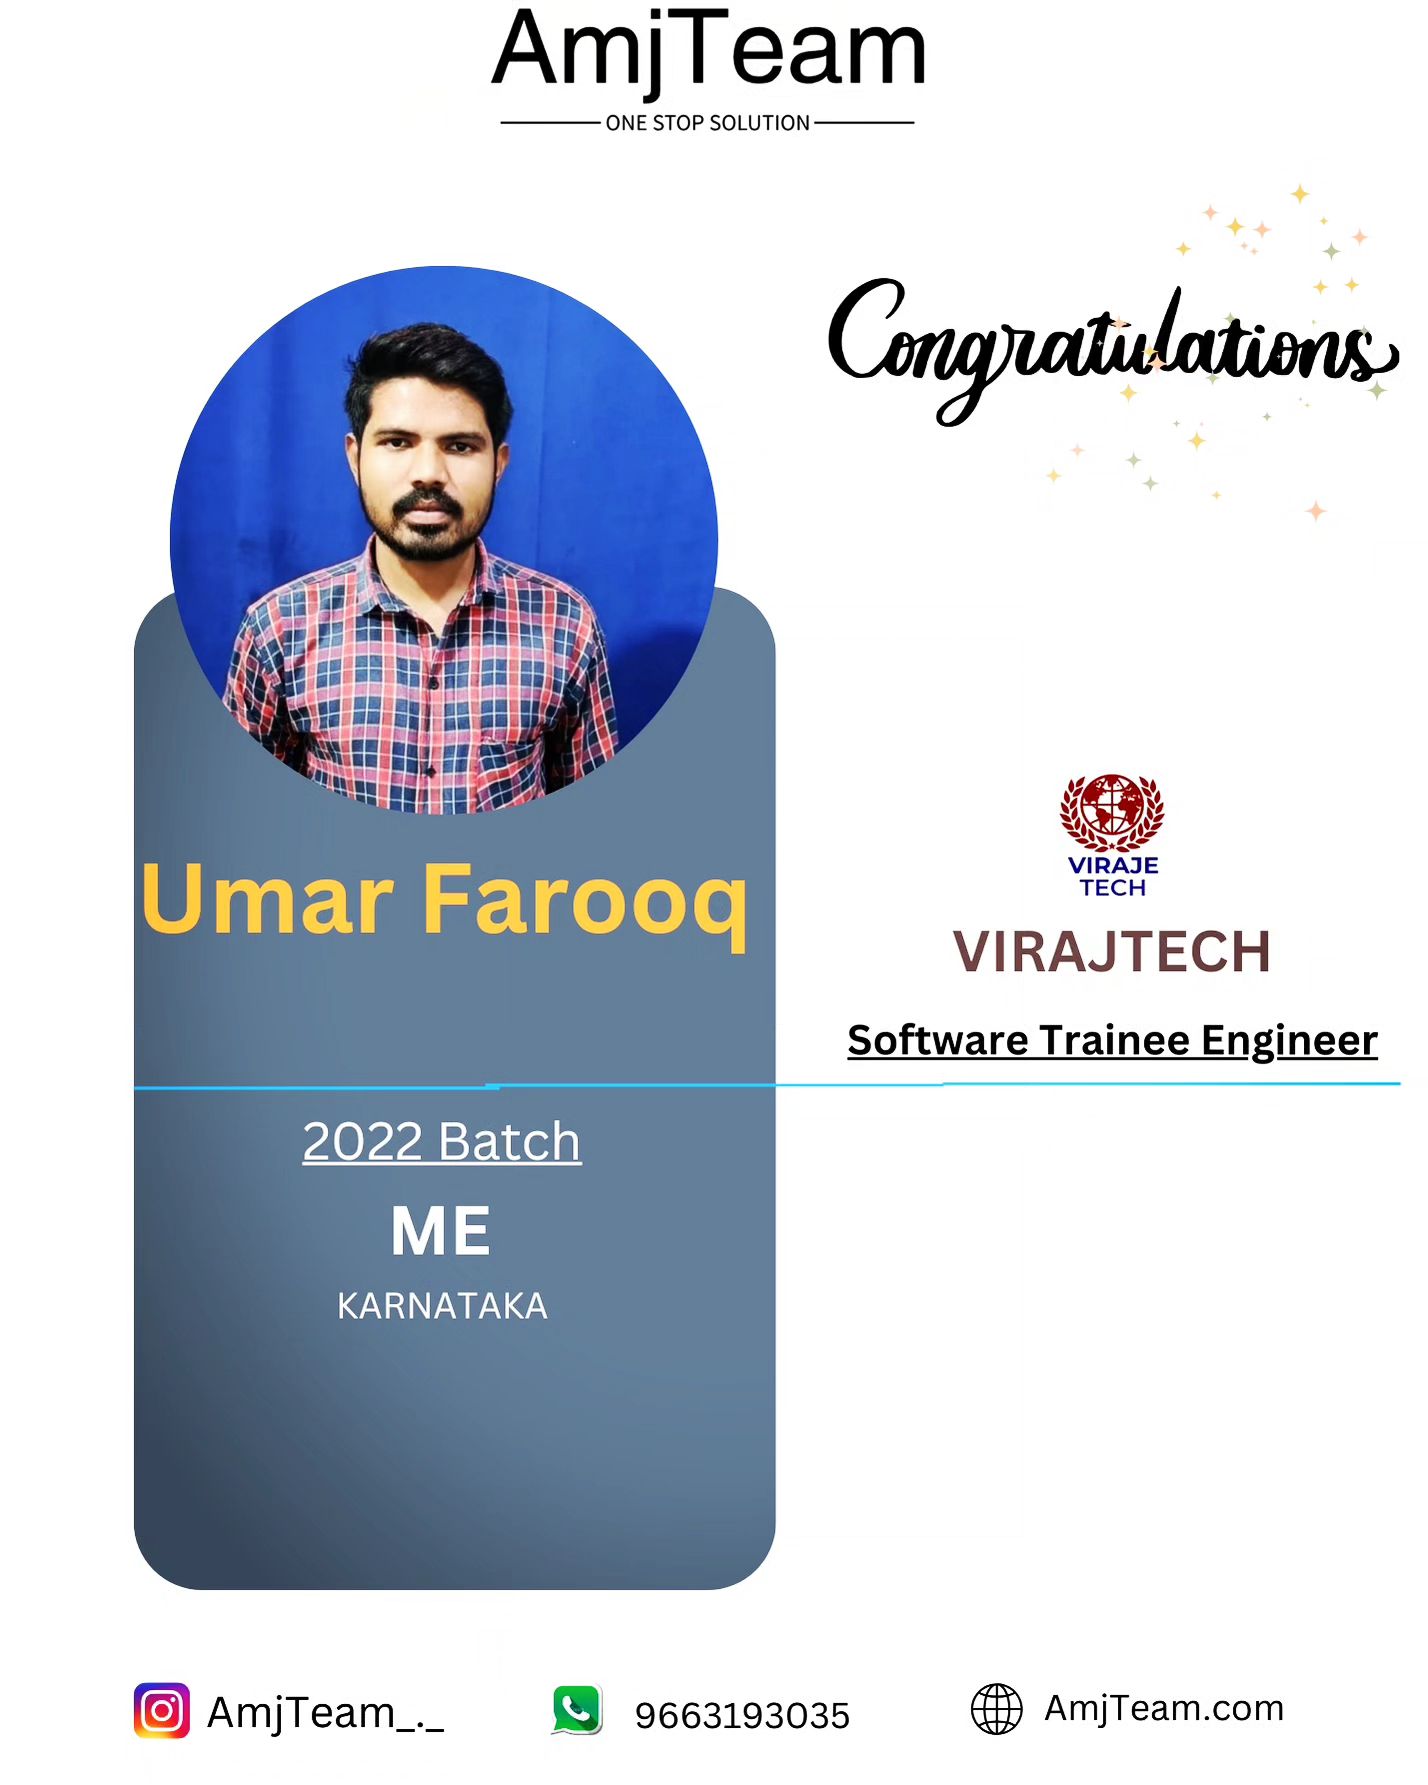 AmjTeam
ONE STOP SOLUTION
Congratulations
Umar Farooq
VIRAJE
TECH
VIRAJTECH
Software Trainee Engineer
2022 Batch
ME
KARNATAKA
AmjTeam_._
9663193035
AmjTeam.com